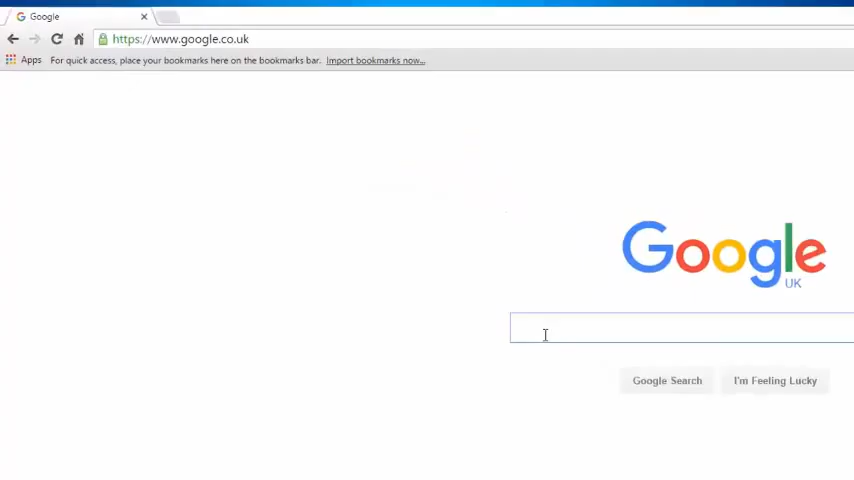 Google
https://www.google.co.uk
Apps For quick access, place your bookmarks here on the bookmarks bar. Import bookmarks now...
Google
UK
Google Search I'm Feeling Lucky